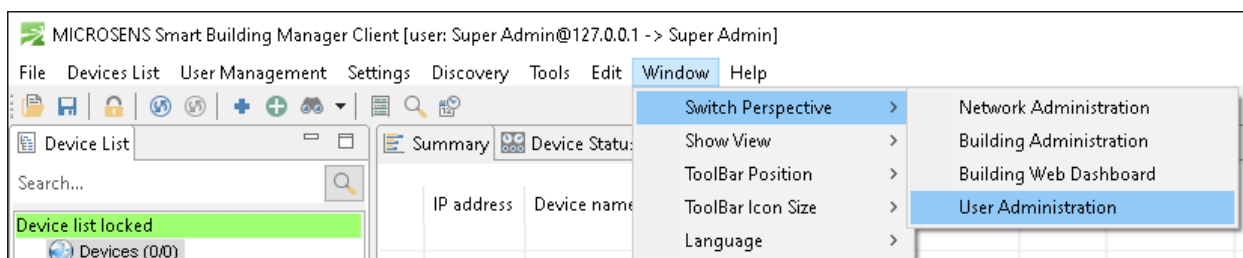 MICROSENS Smart Building Manager Client [user: Super Admin@127.0.0.1 -> Super Admin]
File Devices List User Management Settings Discovery Tools Edit Window Help
Device List
Search...
Device list locked
Devices (0/0)
Summary Device Statu
IP address Device name
Switch Perspective >
Show View >
ToolBar Position >
ToolBar Icon Size >
Language >
Network Administration
Building Administration
Building Web Dashboard
User Administration